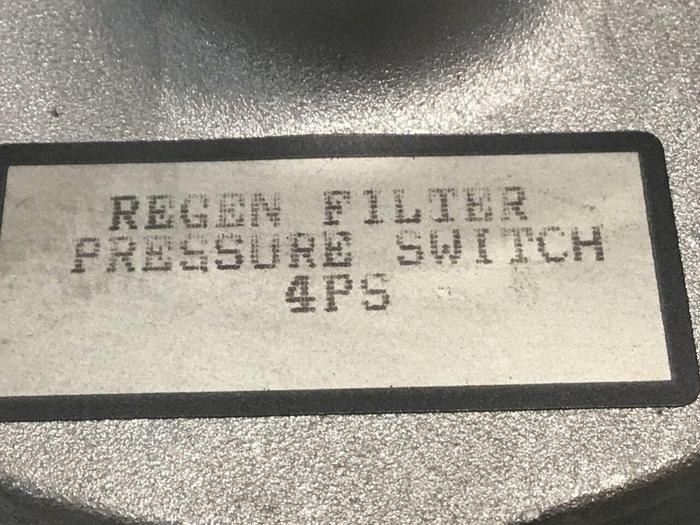 REGEN FILTER
PRESSURE SWITCH
4PS